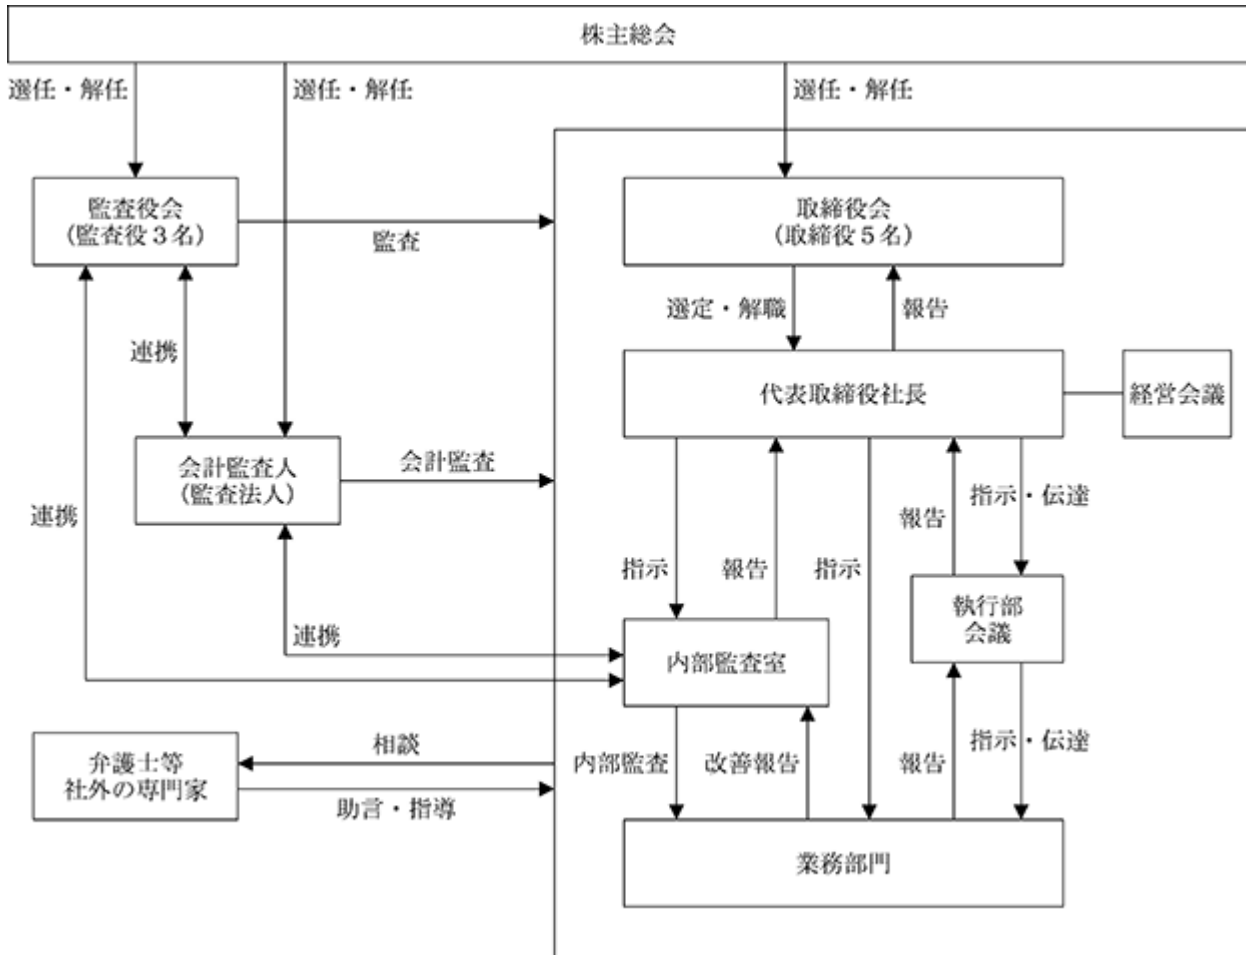 株主総会
選任・解任
選任・解任
選任・解任
監査役会
（監査役３名）
監査
取締役会
（取締役５名）
選定・解職
報告
連携
代表取締役社長
経営会議
会計監査人
（監査法人）
会計監査
連携
指示・伝達
報告
指示
報告
指示
執行部
会議
連携
内部監査室
相談
内部監査
改善報告
報告
指示・伝達
弁護士等
社外の専門家
助言・指導
業務部門